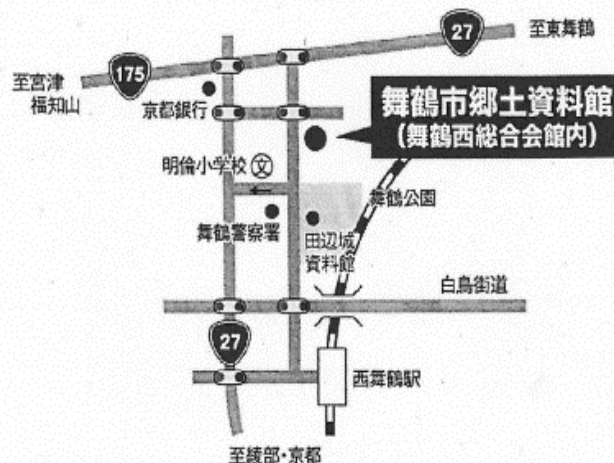 27
至東舞鶴
175
至宮津
福知山
京都銀行
舞鶴市郷土資料館
(舞鶴西総合会館内)
明倫小学校
文
舞鶴公園
舞鶴警察署
田辺城
資料館
白鳥街道
27
西舞鶴駅
至綾部・京都